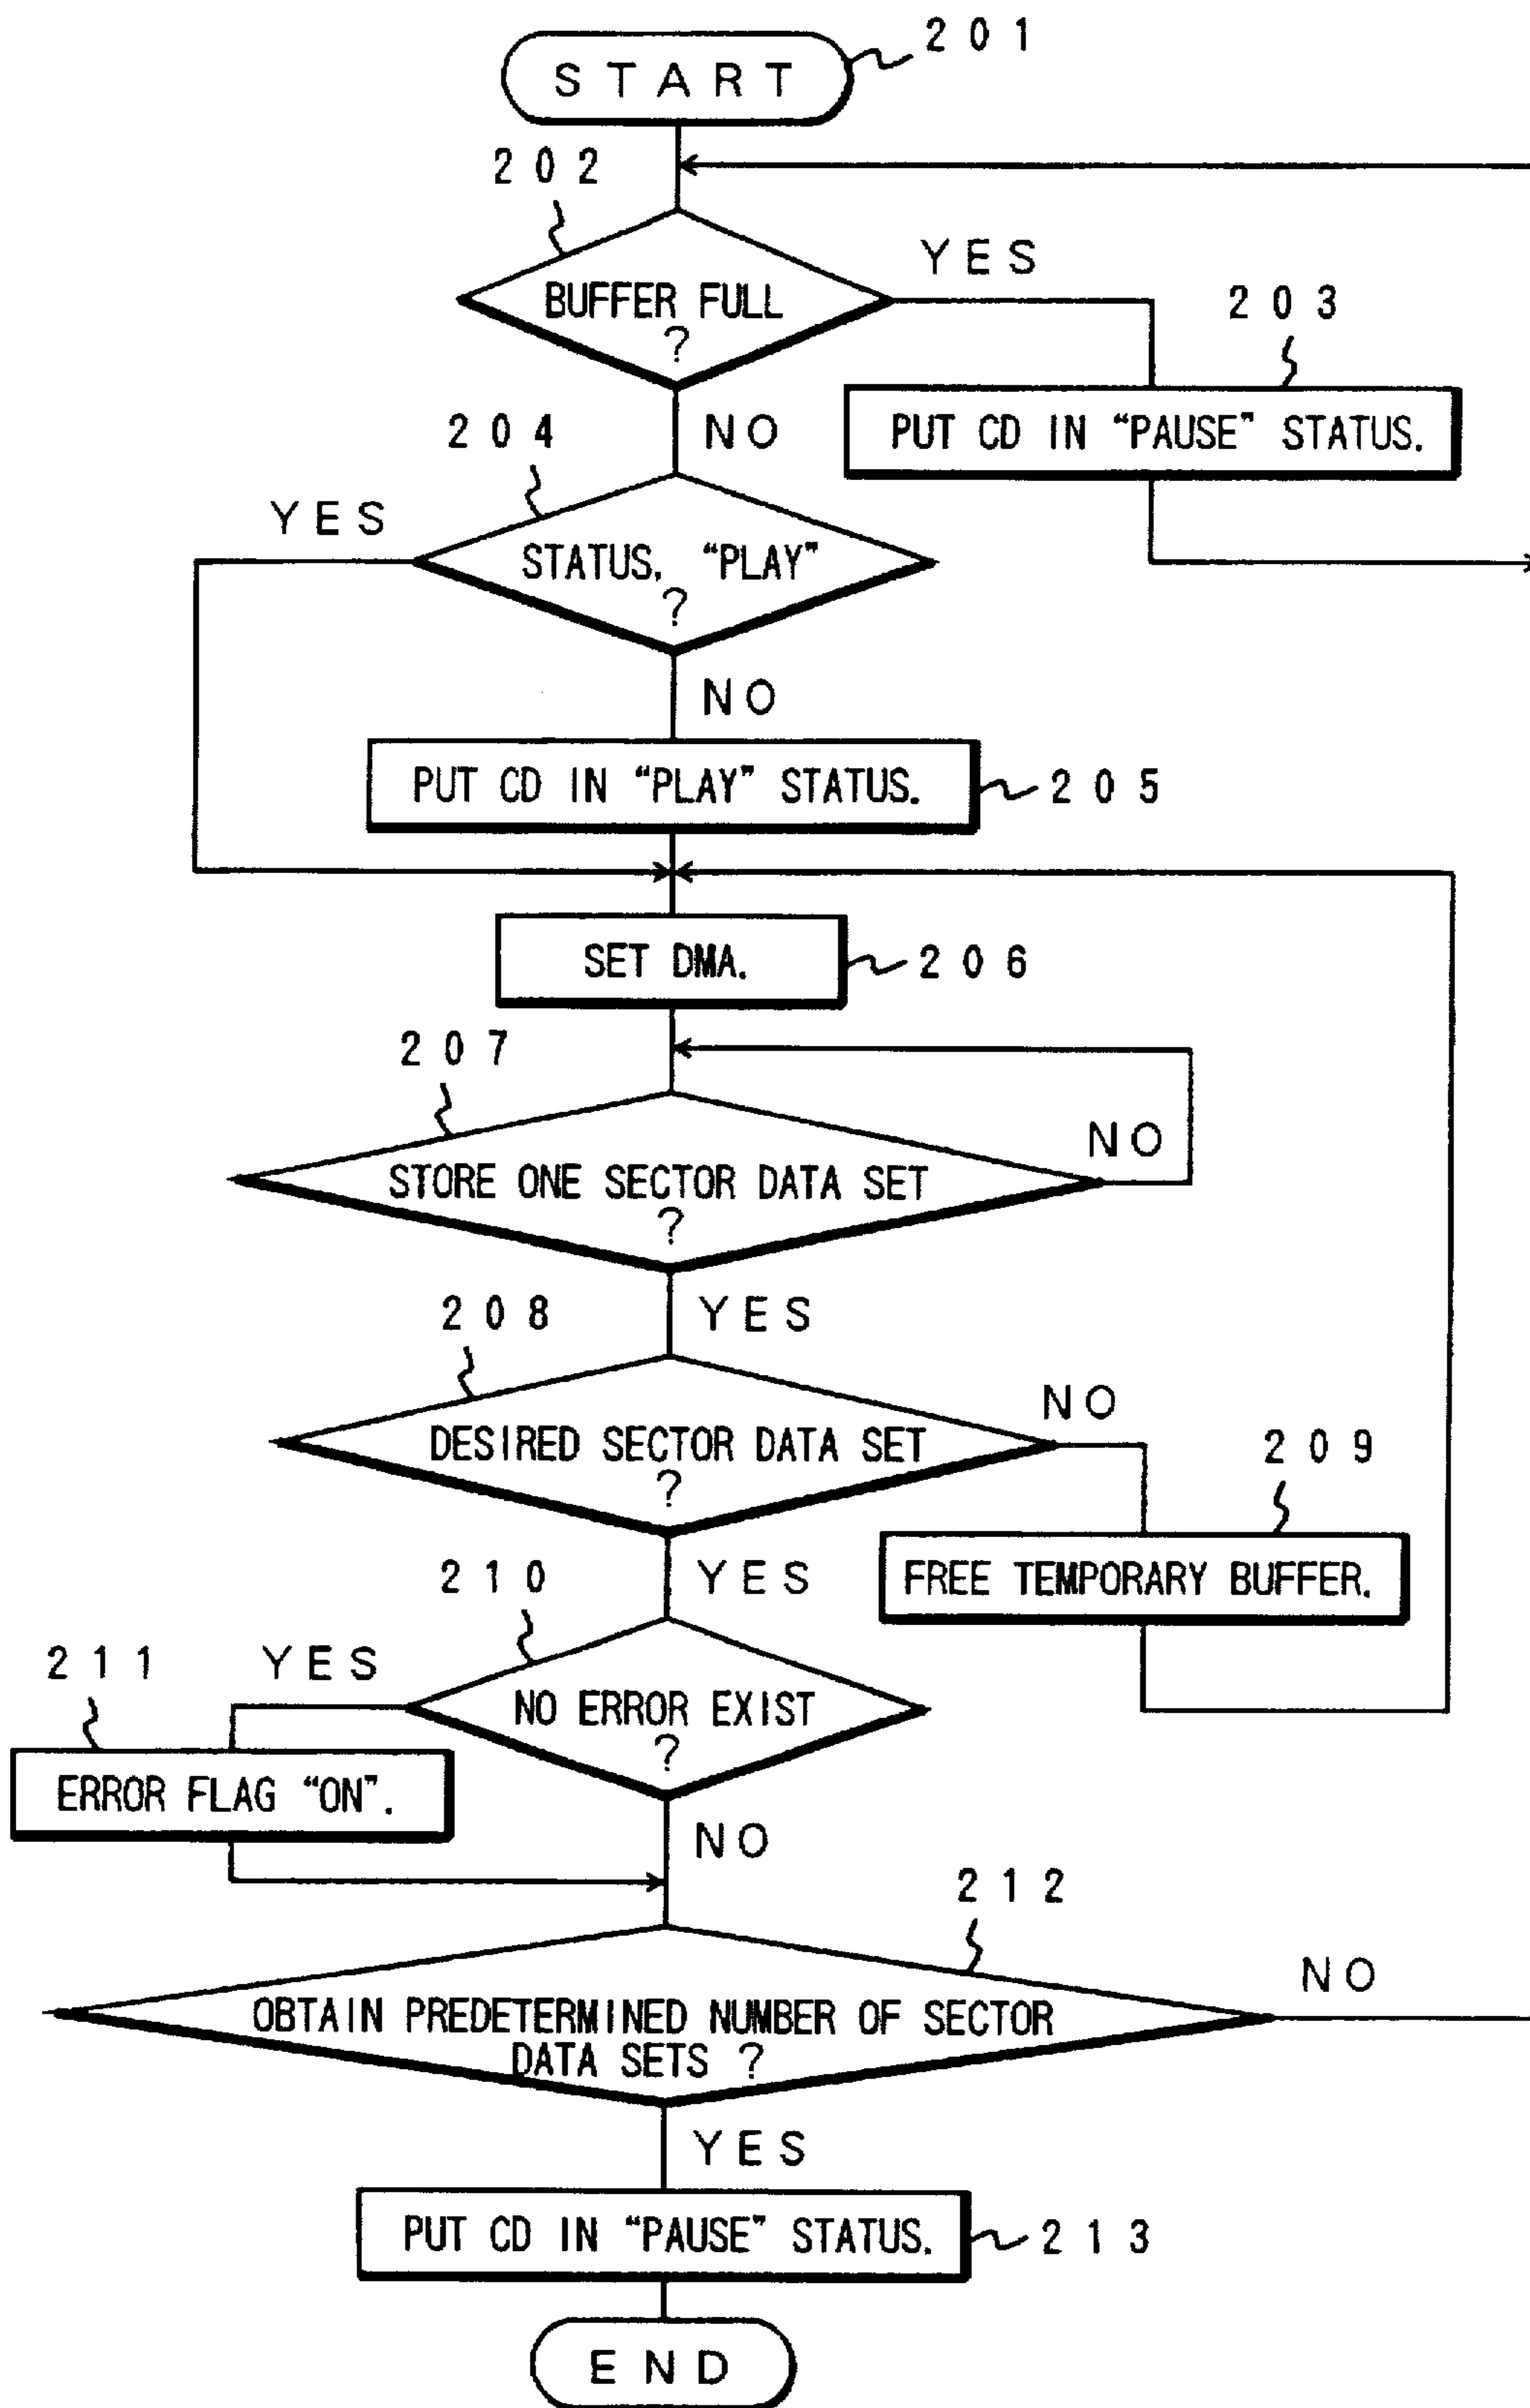 START
201
202
BUFFER FULL
?
YES
203
PUT CD IN “PAUSE” STATUS.
NO
204
YES
STATUS. “PLAY”
?
NO
PUT CD IN “PLAY” STATUS.
205
SET DMA.
206
207
STORE ONE SECTOR DATA SET
?
NO
YES
208
DESIRED SECTOR DATA SET
?
NO
209
FREE TEMPORARY BUFFER.
YES
210
NO ERROR EXIST
?
YES
211
ERROR FLAG “ON”.
NO
212
OBTAIN PREDETERMINED NUMBER OF SECTOR
DATA SETS ?
NO
YES
PUT CD IN “PAUSE” STATUS.
213
END